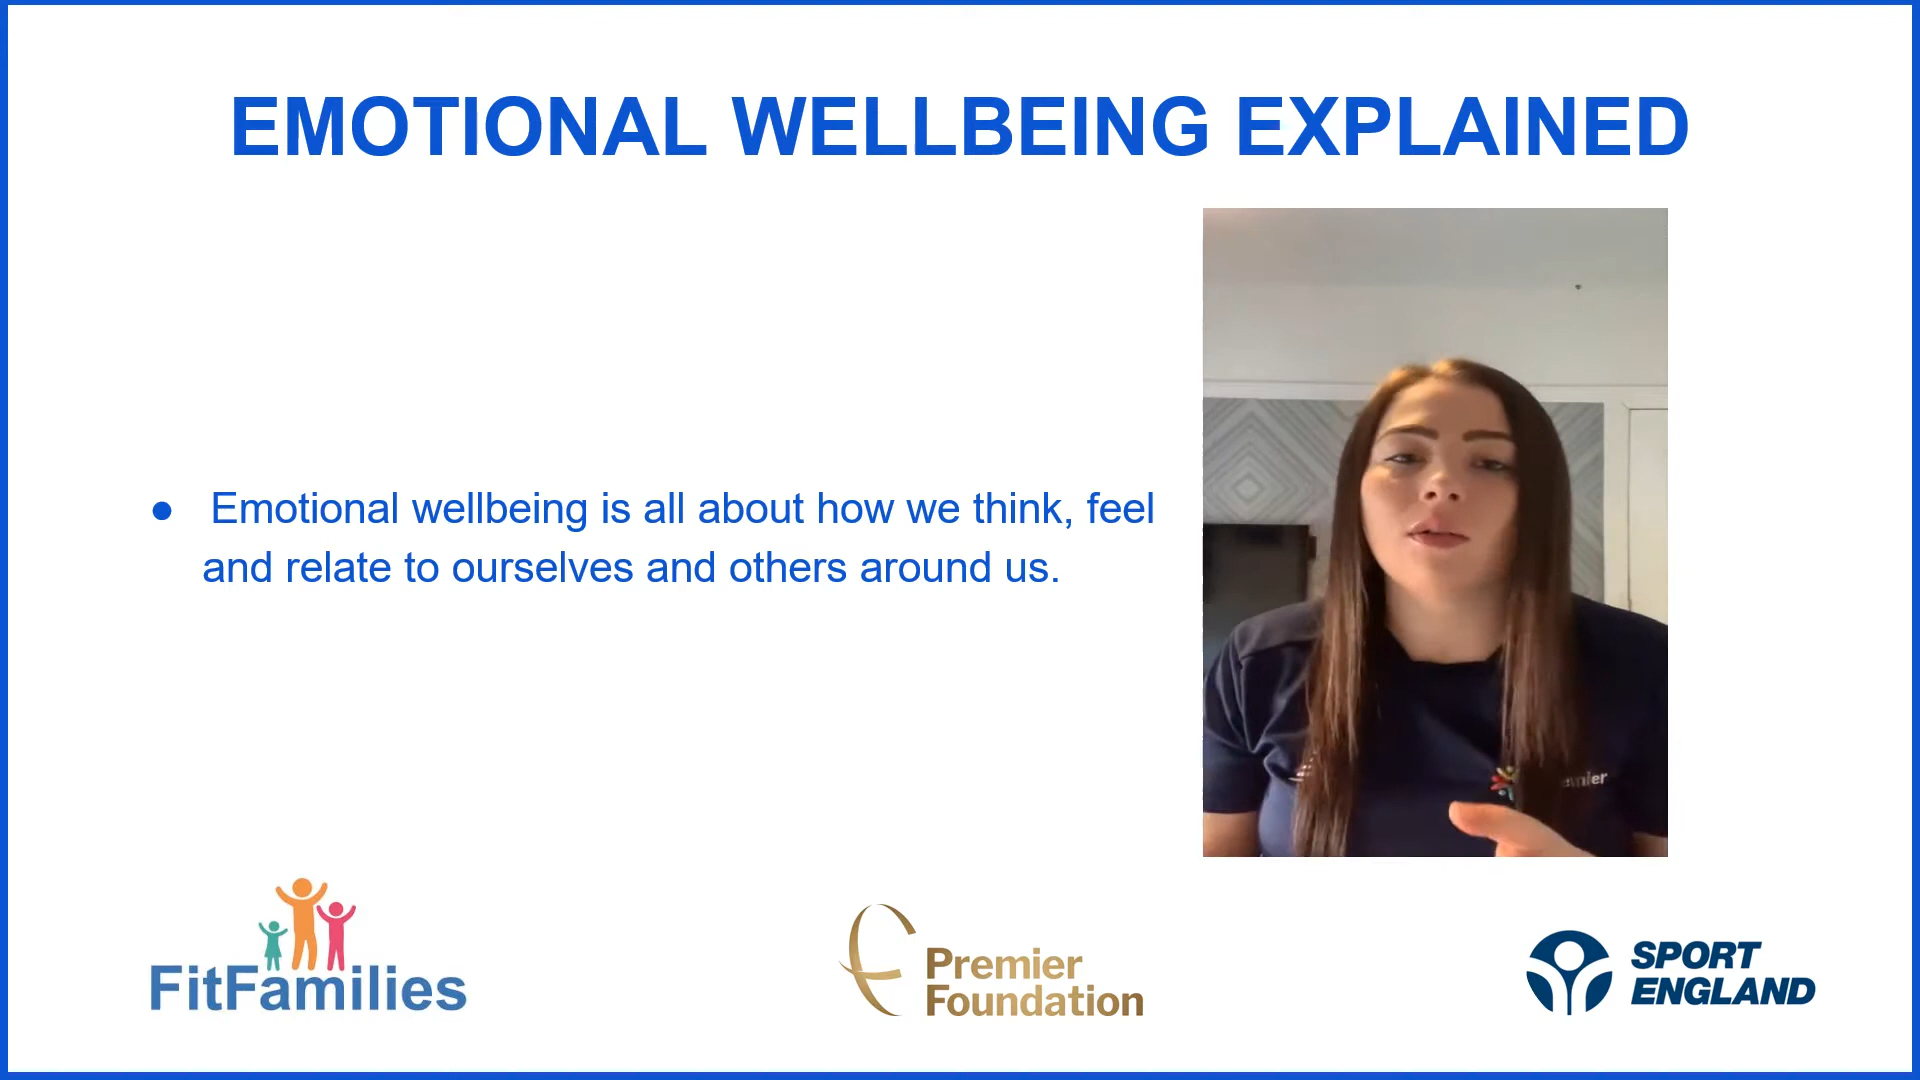 EMOTIONAL WELLBEING EXPLAINED
● Emotional wellbeing is all about how we think, feel
and relate to ourselves and others around us.
emier
FitFamilies
Premier
Foundation
SPORT
ENGLAND